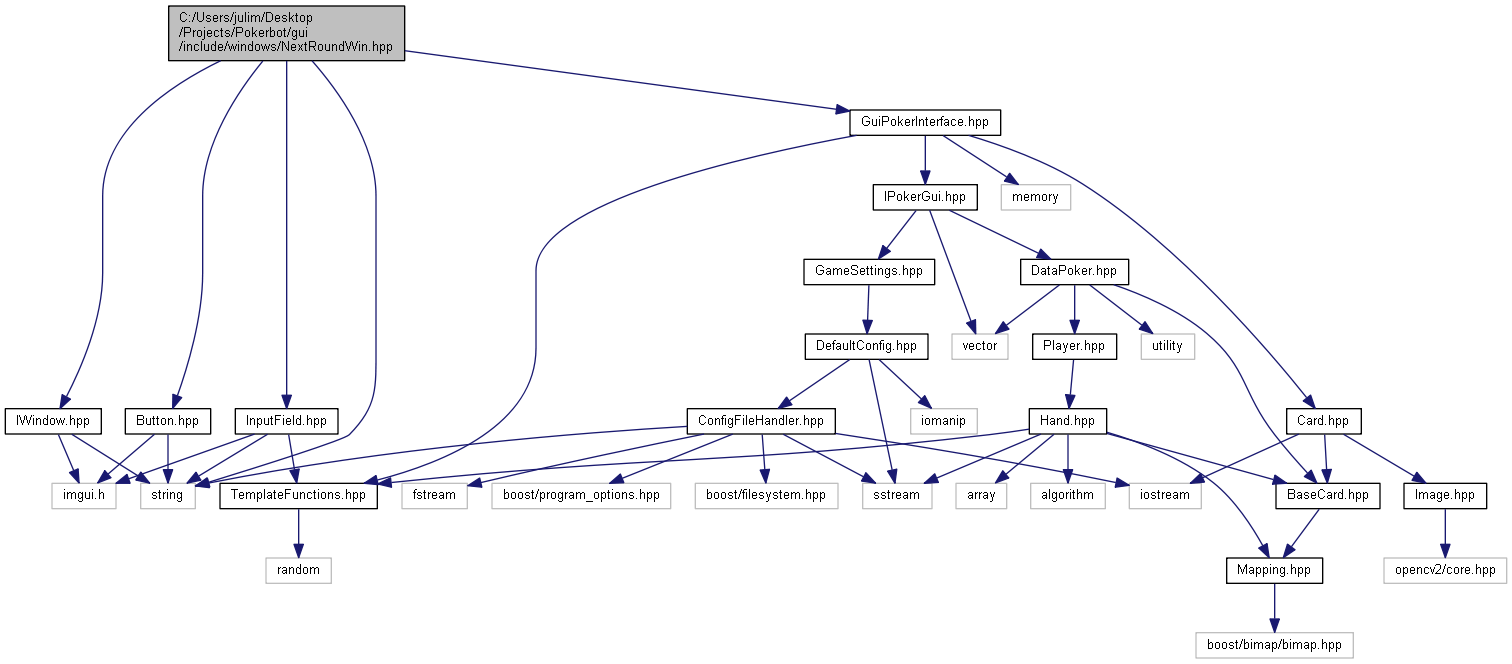 C:/Users/julim/Desktop
/Projects/Pokerbot/gui
/include/windows/NextRoundWin.hpp
GuiPokerInterface.hpp
IPokerGui.hpp
memory
GameSettings.hpp
DataPoker.hpp
DefaultConfig.hpp
vector
Player.hpp
utility
IWindow.hpp
Button.hpp
InputField.hpp
ConfigFileHandler.hpp
iomanip
Hand.hpp
Card.hpp
imgui.h
string
TemplateFunctions.hpp
fstream
boost/program_options.hpp
boost/filesystem.hpp
sstream
array
algorithm
iostream
BaseCard.hpp
Image.hpp
random
Mapping.hpp
opencv2/core.hpp
boost/bimap/bimap.hpp